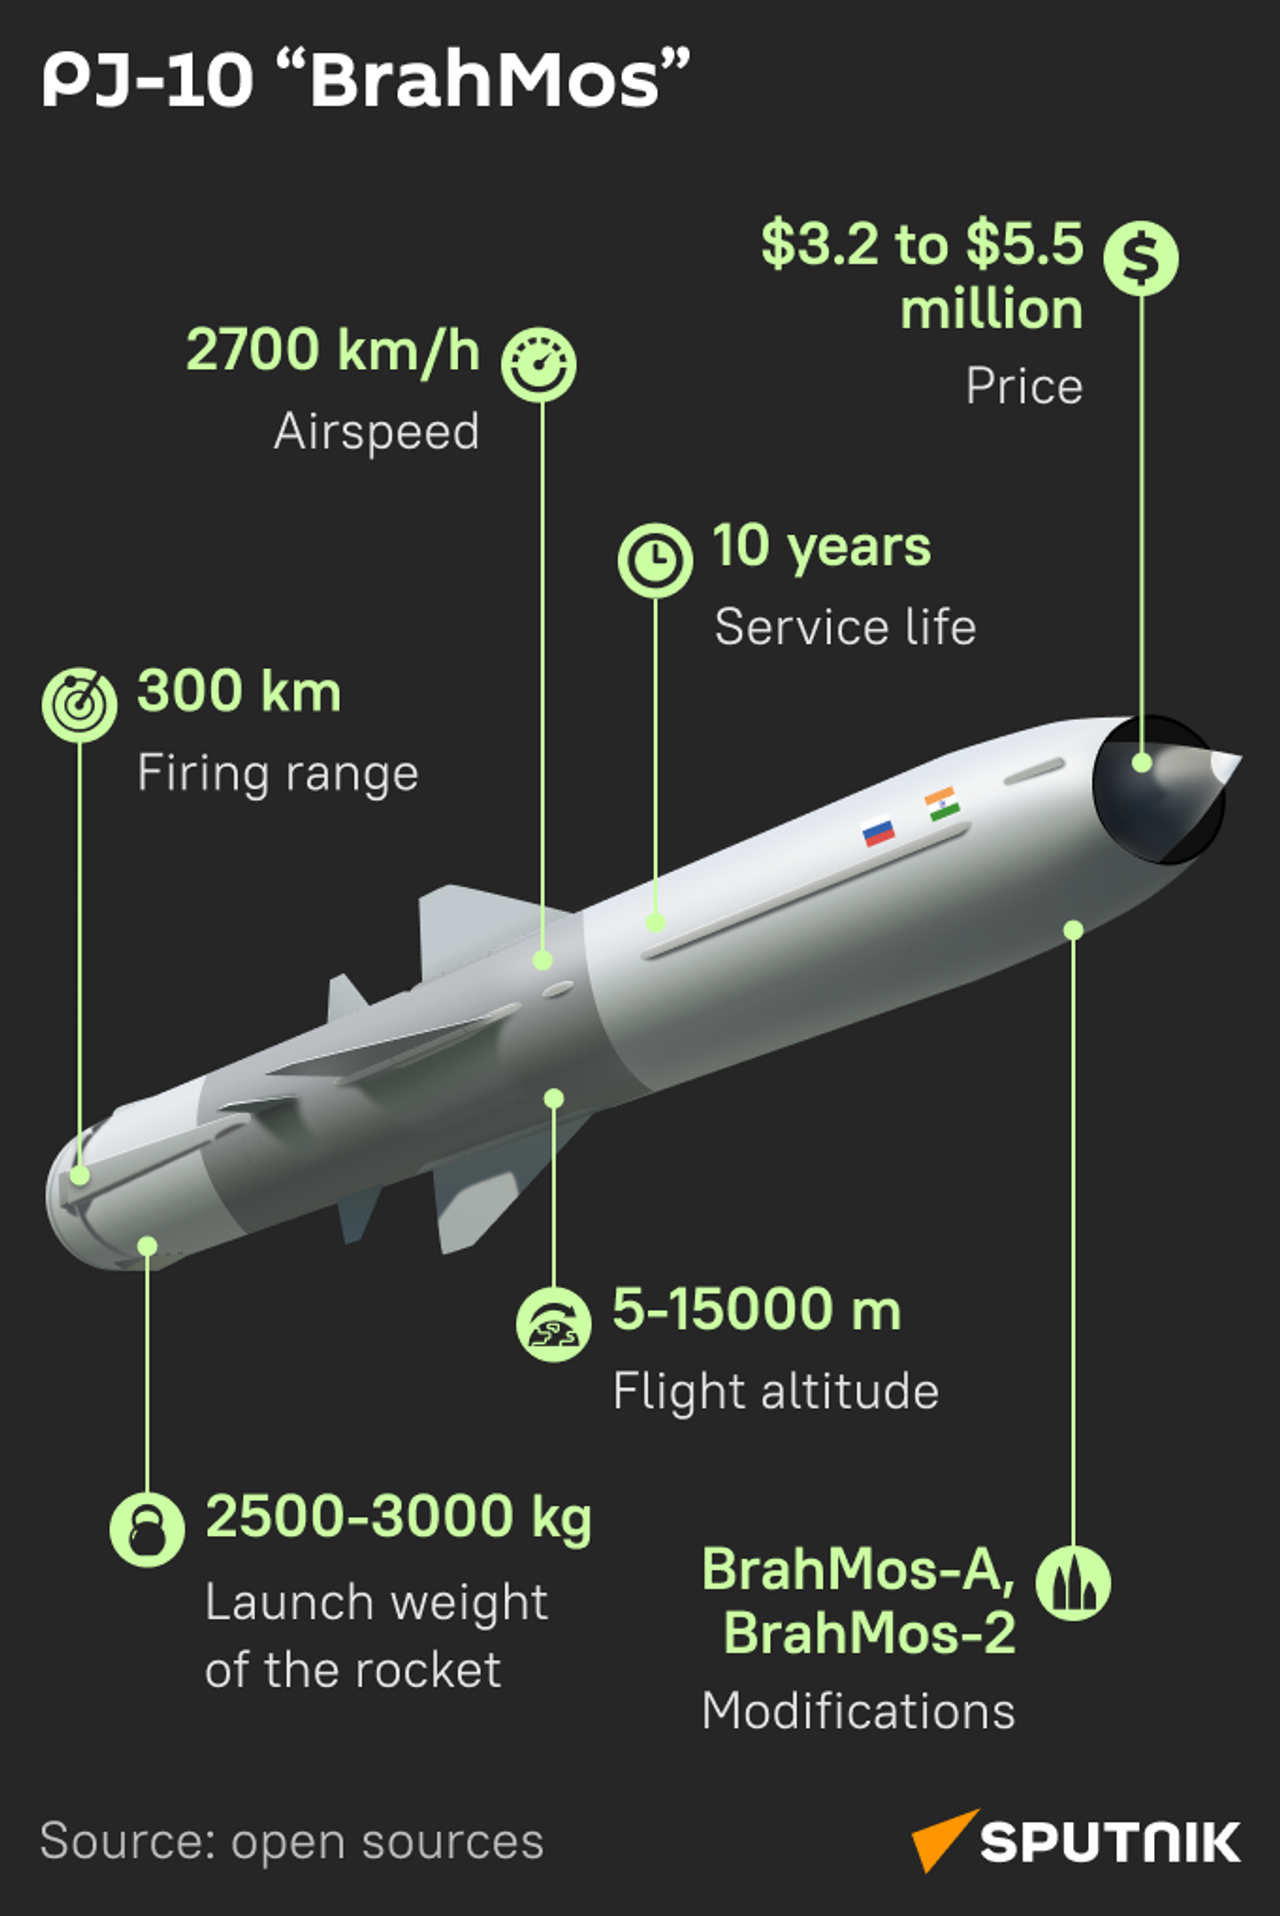 PJ-10 “BrahMos”
$3.2 to $5.5
million
Price
2700 km/h
Airspeed
10 years
Service life
300 km
Firing range
5-15000 m
Flight altitude
2500-3000 kg
Launch weight
of the rocket
BrahMos-A,
BrahMos-2
Modifications
Source: open sources
SPUTNIK